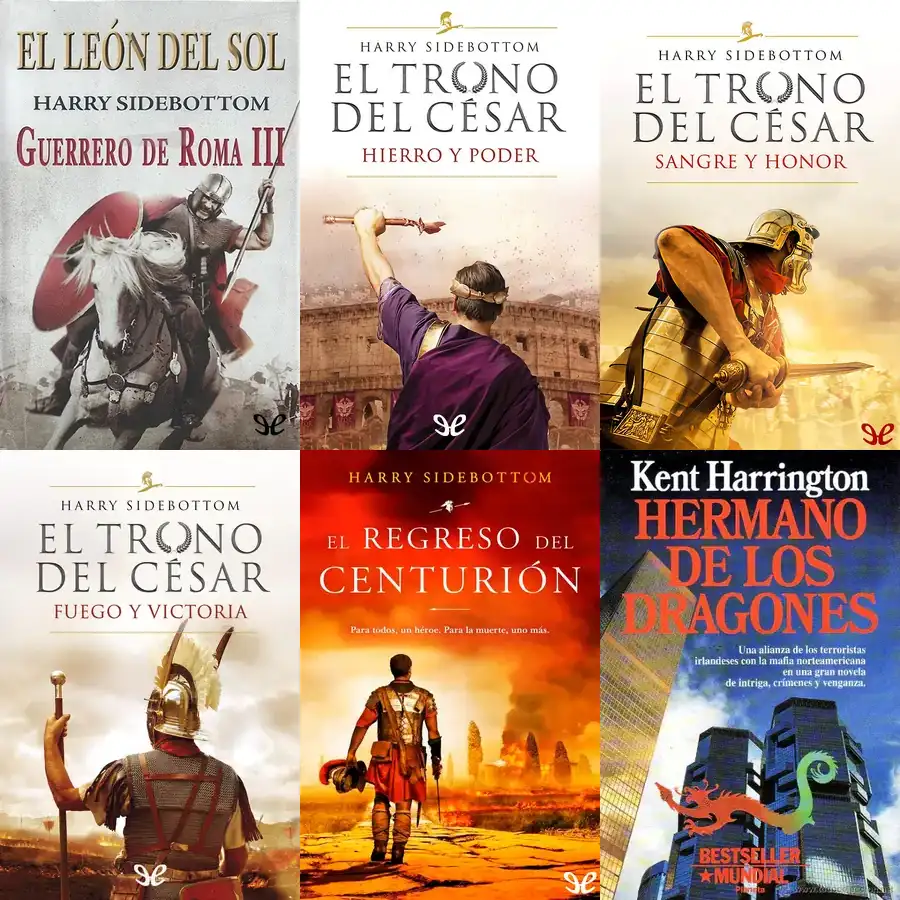 EL LEÓN DEL SOL
HARRY SIDEBOTTOM
GUERRERO DE ROMA III
HARRY SIDEBOTTOM
EL TRONO
DEL CÉSAR
HIERRO Y PODER
HARRY SIDEBOTTOM
EL TRONO
DEL CÉSAR
SANGRE Y HONOR
HARRY SIDEBOTTOM
EL TRONO
DEL CÉSAR
FUEGO Y VICTORIA
HARRY SIDEBOTTOM
EL REGRESO DEL
CENTURIÓN
Para todos, un héroe. Para la muerte, uno más.
Kent Harrington
HERMANO
DE LOS
DRAGONES
Una alianza de los terroristas
irlandeses con la mafia norteamericana
en una gran novela
de intriga, crímenes y venganza.
BESTSELLER
★MUNDIAL
Planeta